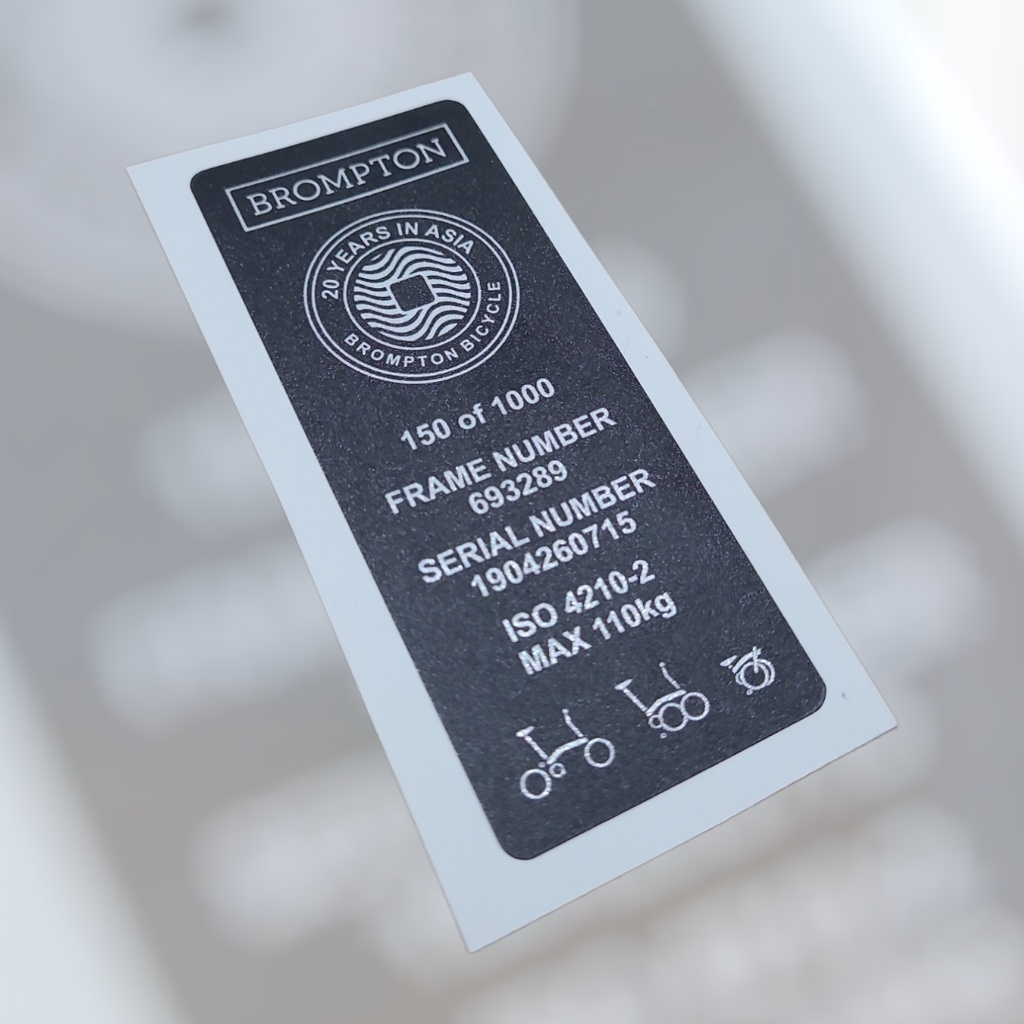 BROMPTON
20 YEARS IN ASIA
BROMPTON BICYCLE
150 of 1000
FRAME NUMBER
693289
SERIAL NUMBER
1904260715
ISO 4210-2
MAX 110kg